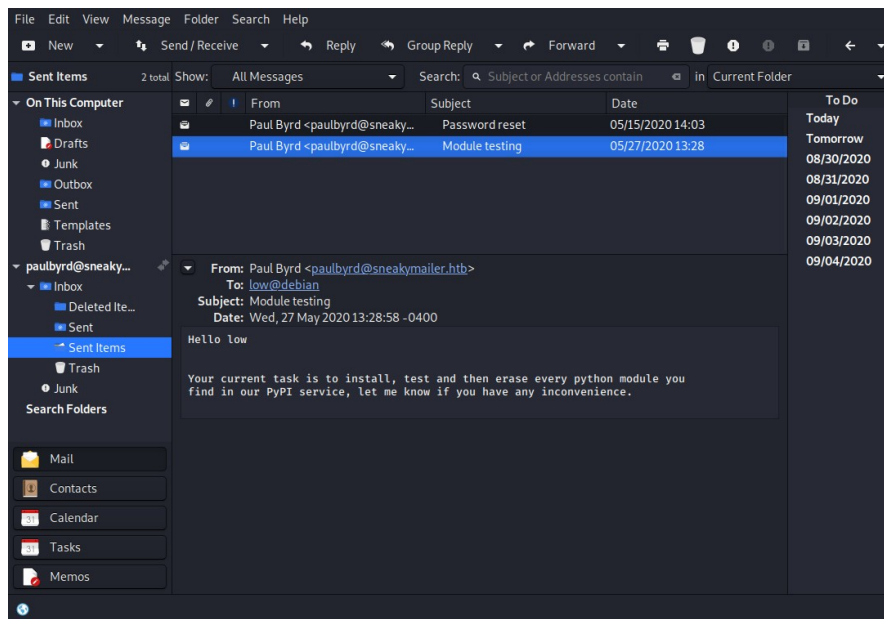 File Edit View Message Folder Search Help
New Send / Receive Reply Group Reply Forward
Sent Items 2 total Show: All Messages Search: Subject or Addresses contain in Current Folder
On This Computer
Inbox
Drafts
Junk
Outbox
Sent
Templates
Trash
paulbyrd@sneaky...
Inbox
Deleted Ite...
Sent
Sent Items
Trash
Junk
Search Folders
Mail
Contacts
31 Calendar
31 Tasks
Memos
From Subject Date
Paul Byrd <paulbyrd@sneaky... Password reset 05/15/2020 14:03
Paul Byrd <paulbyrd@sneaky... Module testing 05/27/2020 13:28
From: Paul Byrd <paulbyrd@sneakymailer.htb>
To: low@debian
Subject: Module testing
Date: Wed, 27 May 2020 13:28:58 -0400
Hello low
Your current task is to install, test and then erase every python module you
find in our PyPI service, let me know if you have any inconvenience.
To Do
Today
Tomorrow
08/30/2020
08/31/2020
09/01/2020
09/02/2020
09/03/2020
09/04/2020